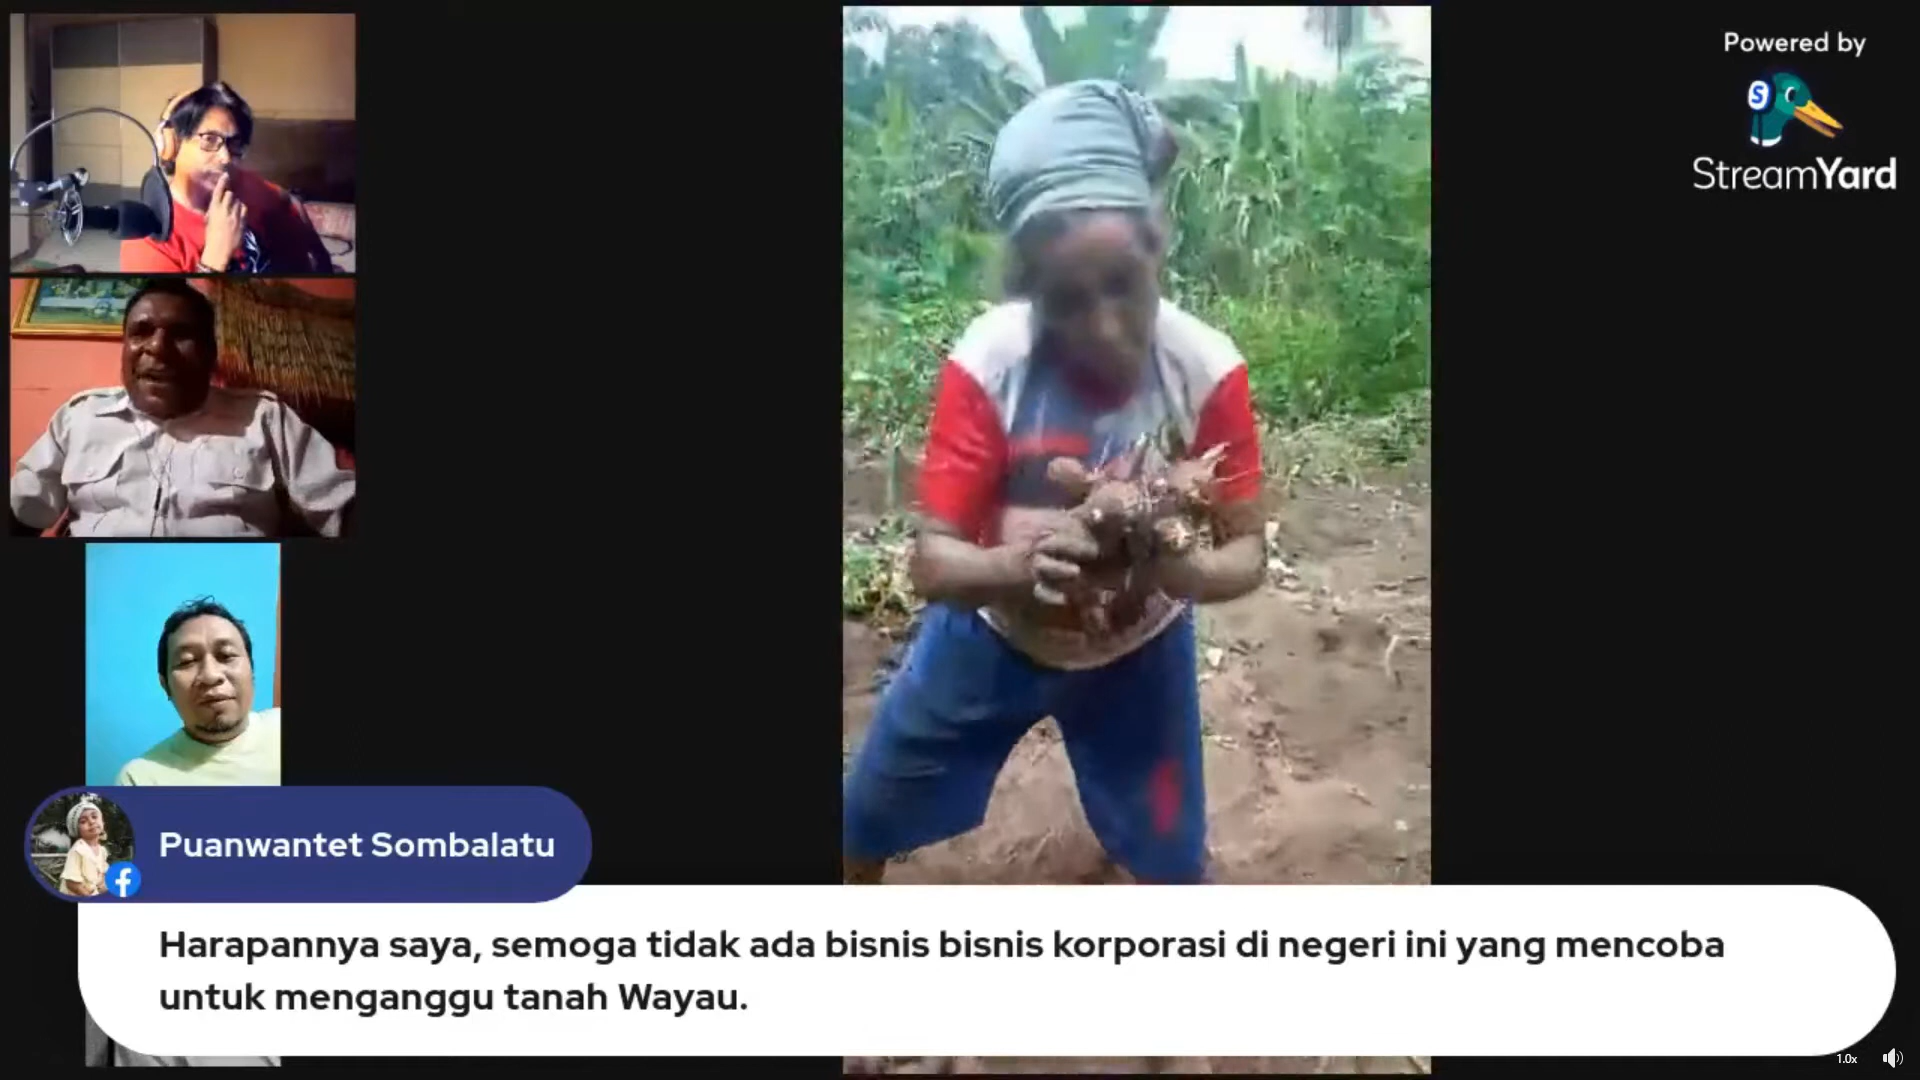 Powered by
StreamYard
Puanwantet Sombalatu
Harapannya saya, semoga tidak ada bisnis bisnis korporasi di negeri ini yang mencoba
untuk menganggu tanah Wayau.
1.0x